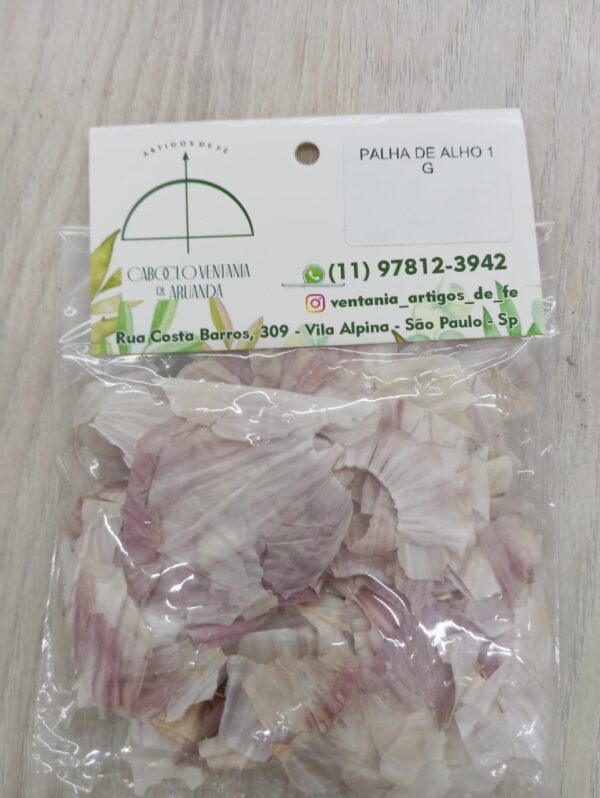 ARTIGOS DE FÉ
CABOCLO VENTANIA
DE ARUANDA
PALHA DE ALHO 1
G
(11) 97812-3942
ventania_artigos_de_fe
Rua Costa Barros, 309 - Vila Alpina - São Paulo - Sp